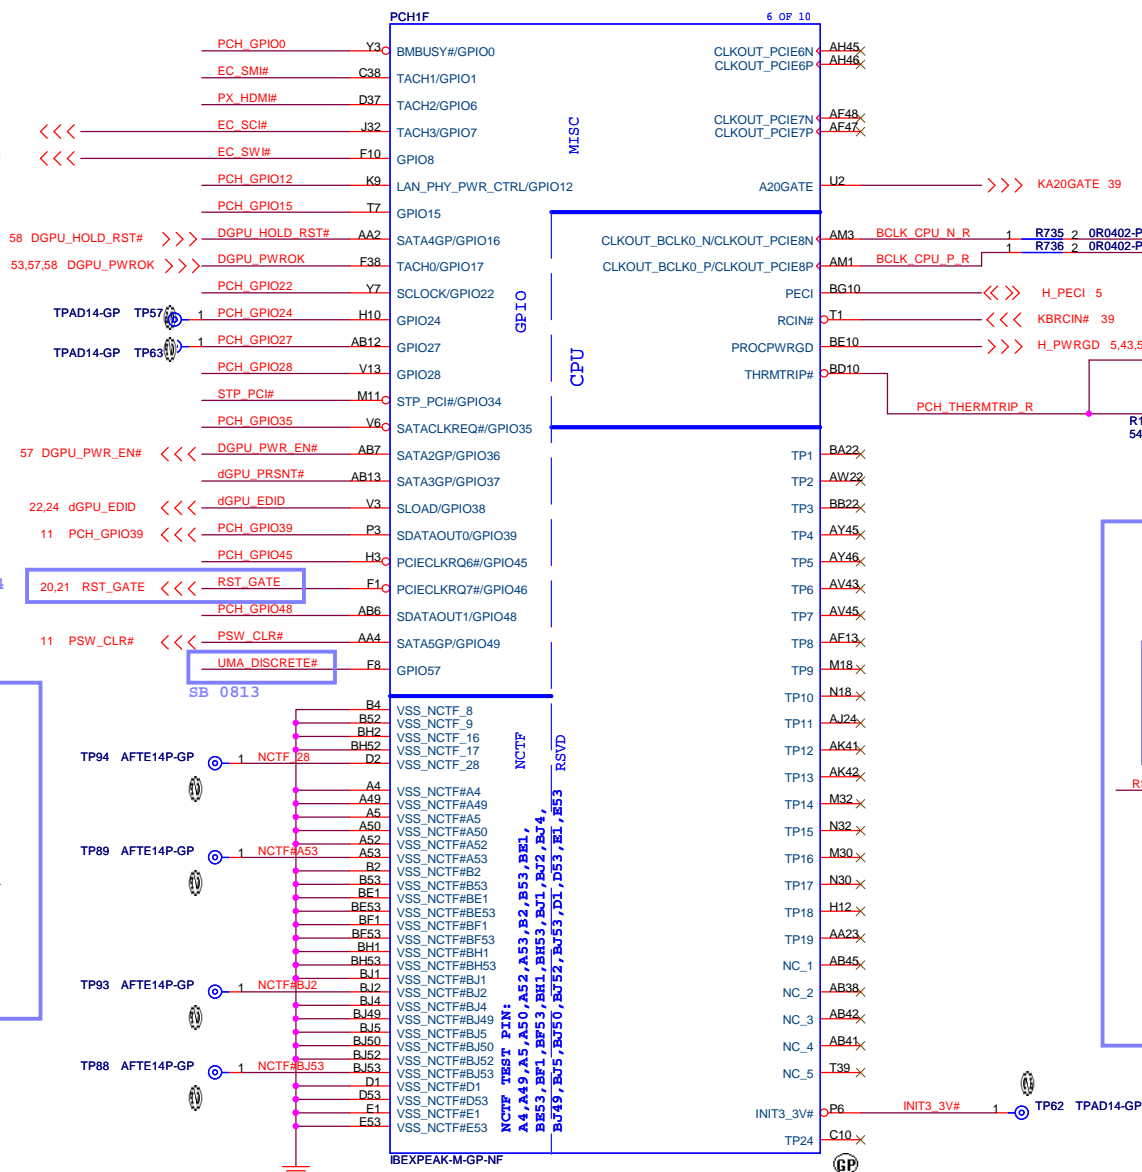 PCH1F 6 OF 10
PCH_GPIO0 Y3 BMBUSY#/GPIO0 CLKOUT_PCIE6N AH45
CLKOUT_PCIE6P AH46
EC_SMI# C38 TACH1/GPIO1
PX_HDMI# D37 TACH2/GPIO6
CLKOUT_PCIE7N AF48
EC_SCI# J32 TACH3/GPIO7 CLKOUT_PCIE7P AF47
MISC
EC_SWI# F10 GPIO8
PCH_GPIO12 K9 LAN_PHY_PWR_CTRL/GPIO12 A20GATE U2 KA20GATE 39
PCH_GPIO15 T7 GPIO15
58 DGPU_HOLD_RST# DGPU_HOLD_RST# AA2 SATA4GP/GPIO16 CLKOUT_BCLK0_N/CLKOUT_PCIE8N AM3 BCLK_CPU_N_R 1 R735 2 0R0402-P
1 R736 2 0R0402-P
53,57,58 DGPU_PWROK DGPU_PWROK F38 TACH0/GPIO17 CLKOUT_BCLK0_P/CLKOUT_PCIE8P AM1 BCLK_CPU_P_R
PCH_GPIO22 Y7 SCLOCK/GPIO22 PECI BG10 H_PECI 5
GPIO
TPAD14-GP TP57 1 PCH_GPIO24 H10 GPIO24 RCIN# T1 KBRCIN# 39
TPAD14-GP TP63 1 PCH_GPIO27 AB12 GPIO27 PROCPWRGD BE10 H_PWRGD 5,43,5
CPU
PCH_GPIO28 V13 GPIO28 THRMTRIP# BD10
STP_PCI# M11 STP_PCI#/GPIO34 PCH_THERMTRIP_R
R1
PCH_GPIO35 V6 SATACLKREQ#/GPIO35
54
57 DGPU_PWR_EN# DGPU_PWR_EN# AB7 SATA2GP/GPIO36 TP1 BA22
dGPU_PRSNT# AB13 SATA3GP/GPIO37 TP2 AW22
22,24 dGPU_EDID dGPU_EDID V3 SLOAD/GPIO38 TP3 BB22
11 PCH_GPIO39 PCH_GPIO39 P3 SDATAOUT0/GPIO39 TP4 AY45
PCH_GPIO45 H3 PCIECLKRQ6#/GPIO45 TP5 AY46
20,21 RST_GATE RST_GATE F1 PCIECLKRQ7#/GPIO46 TP6 AV43
PCH_GPIO48 AB6 SDATAOUT1/GPIO48 TP7 AV45
11 PSW_CLR# PSW_CLR# AA4 SATA5GP/GPIO49 TP8 AF13
UMA_DISCRETE# F8 GPIO57 TP9 M18
SB 0813
TP10 N18
B4 VSS_NCTF_8
B52 VSS_NCTF_9 TP11 AJ24
BH2 VSS_NCTF_16
BH52 VSS_NCTF_17 TP12 AK41
TP94 AFTE14P-GP 1 NCTF_28 D2 VSS_NCTF_28
NCTF
RSVD
TP13 AK42
A4 VSS_NCTF#A4
A49 VSS_NCTF#A49 TP14 M32
A5 VSS_NCTF#A5
A50 VSS_NCTF#A50 TP15 N32
A52 VSS_NCTF#A52
TP89 AFTE14P-GP 1 NCTF#A53 A53 VSS_NCTF#A53 TP16 M30
B2 VSS_NCTF#B2
B53 VSS_NCTF#B53 TP17 N30
BE1 VSS_NCTF#BE1
BE53 VSS_NCTF#BE53 TP18 H12
BF1 VSS_NCTF#BF1
BF53 VSS_NCTF#BF53 TP19 AA23
BH1 VSS_NCTF#BH1
BH53 VSS_NCTF#BH53 NC_1 AB45
BJ1 VSS_NCTF#BJ1
TP93 AFTE14P-GP 1 NCTF#BJ2 BJ2 VSS_NCTF#BJ2 NC_2 AB38
BJ4 VSS_NCTF#BJ4
BJ49 VSS_NCTF#BJ49 NC_3 AB42
BJ5 VSS_NCTF#BJ5
BJ50 VSS_NCTF#BJ50 NC_4 AB41
BJ52 VSS_NCTF#BJ52
TP88 AFTE14P-GP 1 NCTF#BJ53 BJ53 VSS_NCTF#BJ53 NC_5 T39
D1 VSS_NCTF#D1
D53 VSS_NCTF#D53
E1 VSS_NCTF#E1 INIT3_3V# P6 INIT3_3V# 1 TP62 TPAD14-GP
E53 VSS_NCTF#E53
TP24 C10
NCTF TEST PIN:
A4,A49,A5,A50,A52,A53,B2,B53,BE1,
BE53,BF1,BF53,BH1,BH53,BJ1,BJ2,BJ4,
BJ49,BJ5,BJ50,BJ52,BJ53,D1,D53,E1,E53
IBEXPEAK-M-GP-NF
GP